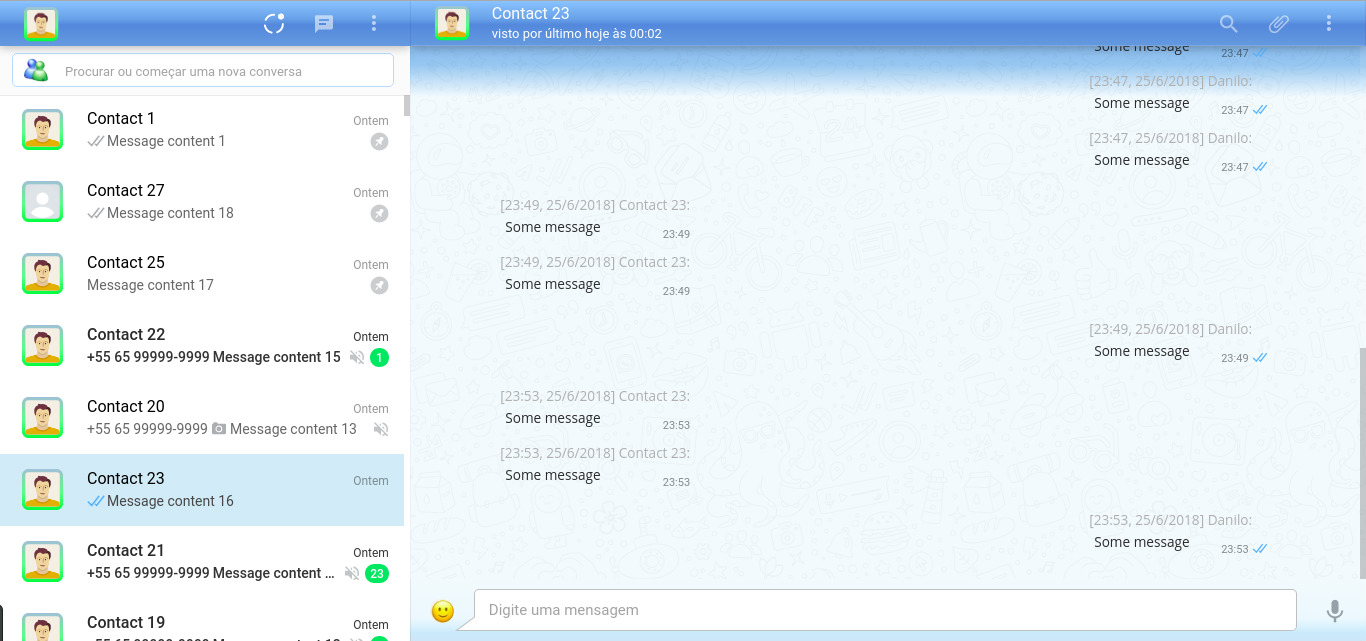 Procurar ou começar uma nova conversa
Contact 1
Ontem
Message content 1
Contact 27
Ontem
Message content 18
Contact 25
Ontem
Message content 17
Contact 22
Ontem
+55 65 99999-9999 Message content 15
1
Contact 20
Ontem
+55 65 99999-9999 Message content 13
Contact 23
Ontem
Message content 16
Contact 21
Ontem
+55 65 99999-9999 Message content ...
23
Contact 19
Ontem
Contact 23
visto por último hoje às 00:02
Some message
23:47
[23:47, 25/6/2018] Danilo:
Some message
23:47
[23:47, 25/6/2018] Danilo:
Some message
23:47
[23:49, 25/6/2018] Contact 23:
Some message
23:49
[23:49, 25/6/2018] Contact 23:
Some message
23:49
[23:49, 25/6/2018] Danilo:
Some message
23:49
[23:53, 25/6/2018] Contact 23:
Some message
23:53
[23:53, 25/6/2018] Contact 23:
Some message
23:53
[23:53, 25/6/2018] Danilo:
Some message
23:53
Digite uma mensagem